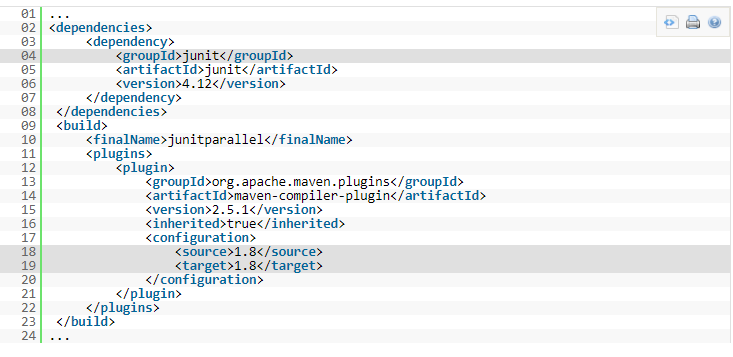 01 ...
02 <dependencies>
03     <dependency>
04         <groupId>junit</groupId>
05         <artifactId>junit</artifactId>
06         <version>4.12</version>
07     </dependency>
08 </dependencies>
09 <build>
10     <finalName>junitparallel</finalName>
11     <plugins>
12         <plugin>
13             <groupId>org.apache.maven.plugins</groupId>
14             <artifactId>maven-compiler-plugin</artifactId>
15             <version>2.5.1</version>
16             <inherited>true</inherited>
17             <configuration>
18                 <source>1.8</source>
19                 <target>1.8</target>
20             </configuration>
21         </plugin>
22     </plugins>
23 </build>
24 ...